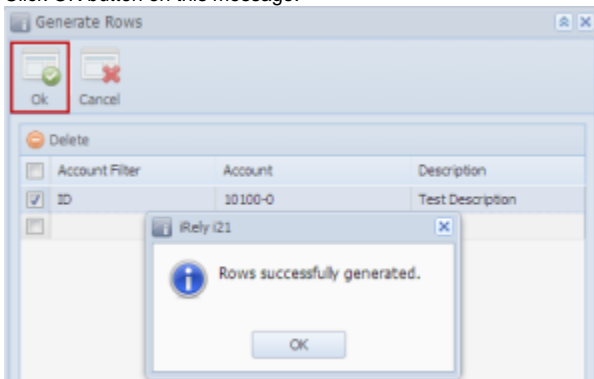 Click OK button on this message.
Generate Rows
Ok Cancel
Delete
Account Filter Account Description
ID 10100-0 Test Description
iRely i21
Rows successfully generated.
OK